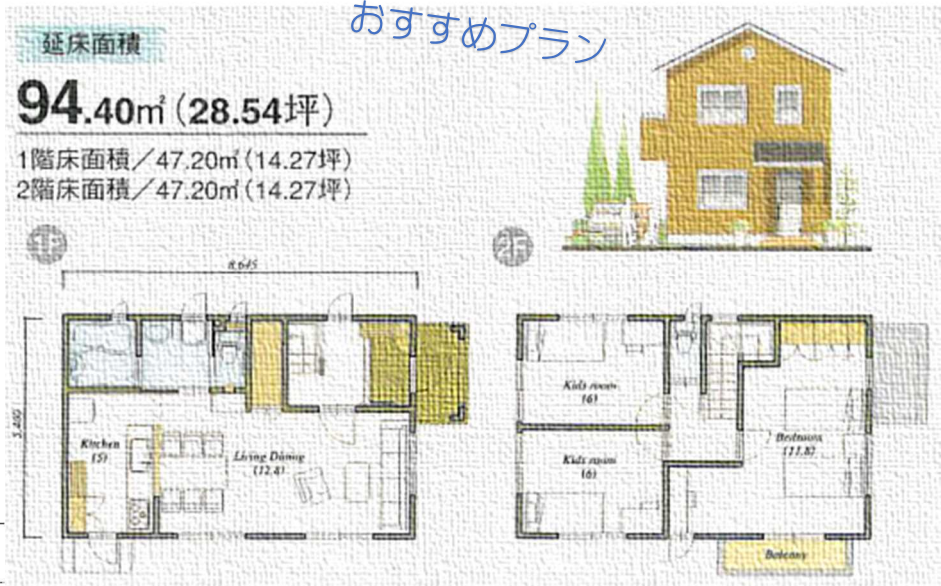 おすすめプラン
延床面積
94.40㎡(28.54坪)
1階床面積/47.20㎡(14.27坪)
2階床面積/47.20㎡(14.27坪)
1F
2F
8,645
5,460
Kitchen
(5)
Living Dining
(12.8)
Kids room
(6)
Kids room
(6)
Bedroom
(11.8)
Balcony